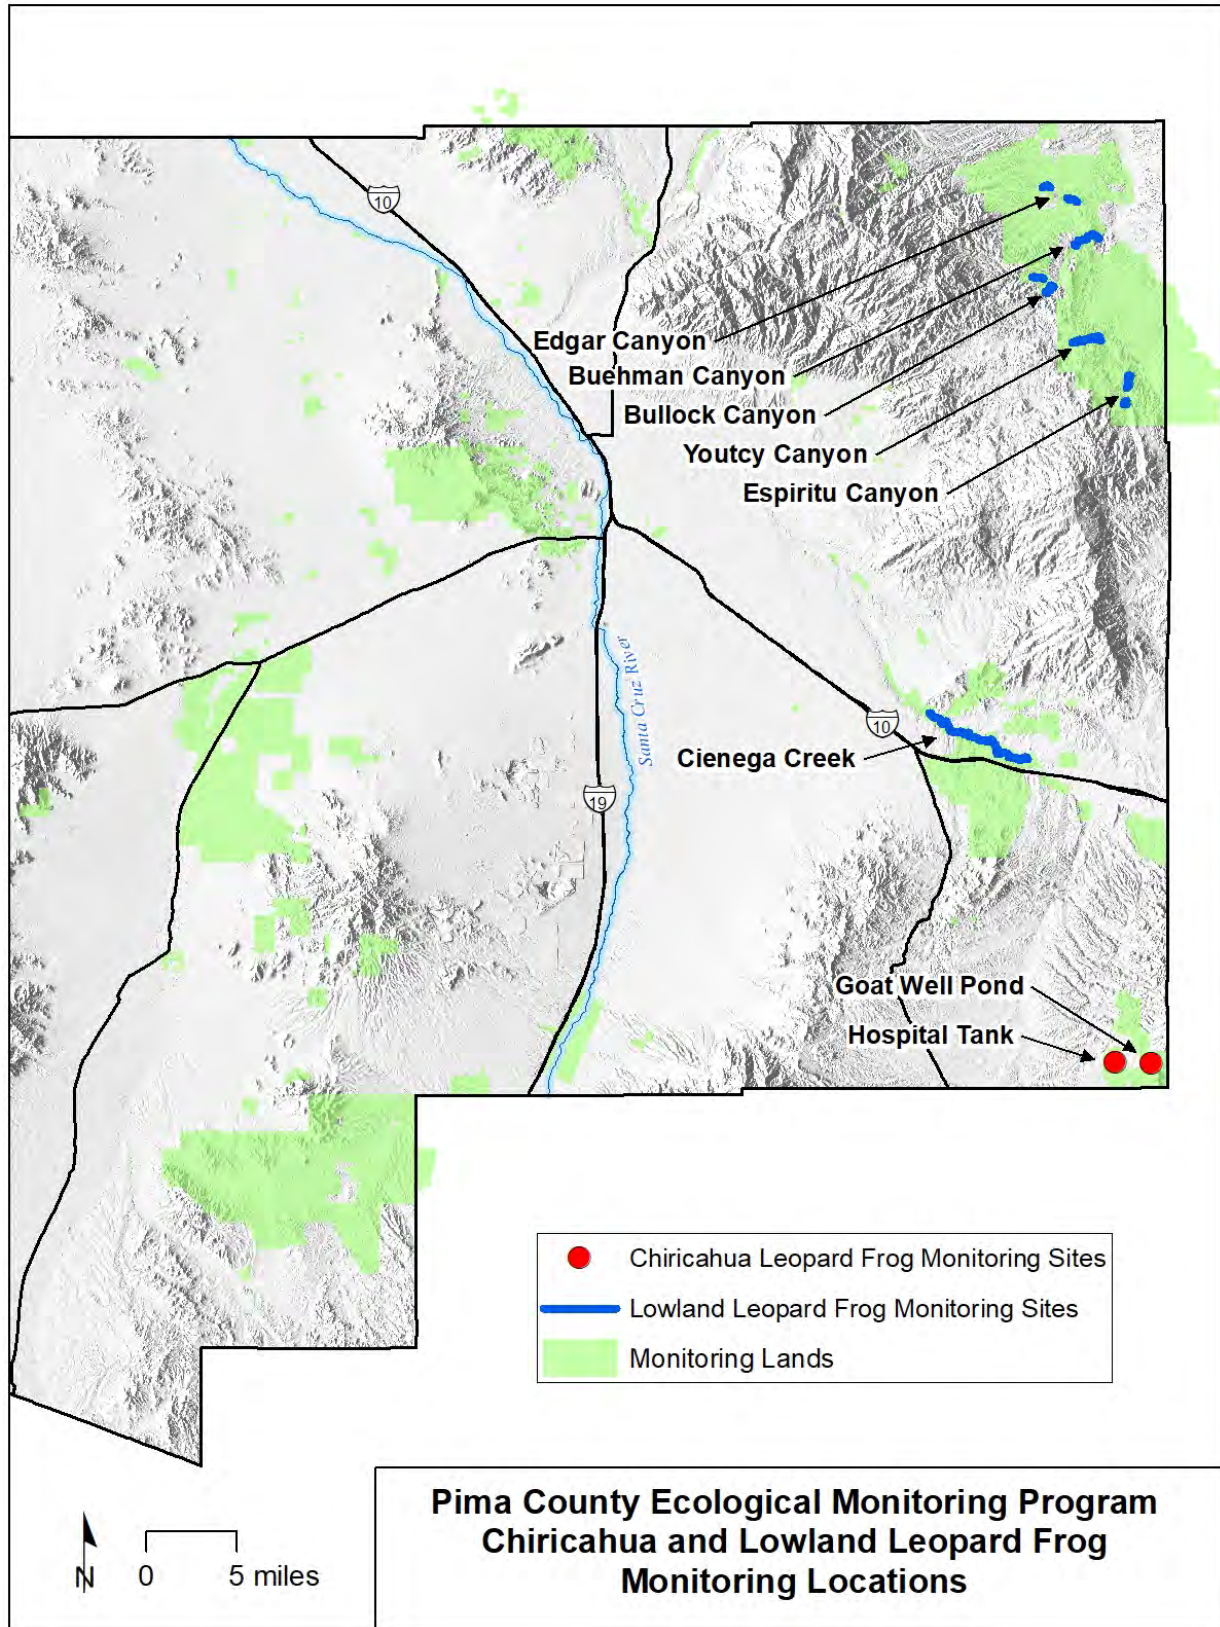 10
Edgar Canyon
Buehman Canyon
Bullock Canyon
Youtcy Canyon
Espiritu Canyon
Santa Cruz River
10
Cienega Creek
19
Goat Well Pond
Hospital Tank
Chiricahua Leopard Frog Monitoring Sites
Lowland Leopard Frog Monitoring Sites
Monitoring Lands
N
0 5 miles
Pima County Ecological Monitoring Program
Chiricahua and Lowland Leopard Frog
Monitoring Locations